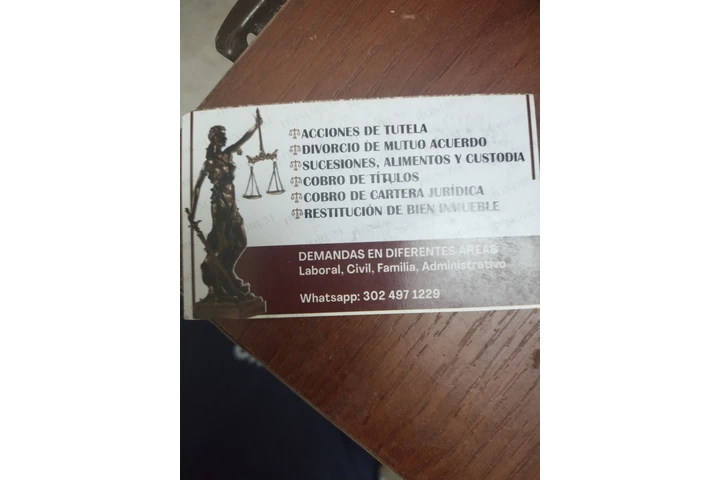 ACCIONES DE TUTELA
DIVORCIO DE MUTUO ACUERDO
SUCESIONES, ALIMENTOS Y CUSTODIA
COBRO DE TÍTULOS
COBRO DE CARTERA JURÍDICA
RESTITUCIÓN DE BIEN INMUEBLE
DEMANDAS EN DIFERENTES AREAS
Laboral, Civil, Familia, Administrativo
Whatsapp: 302 497 1229